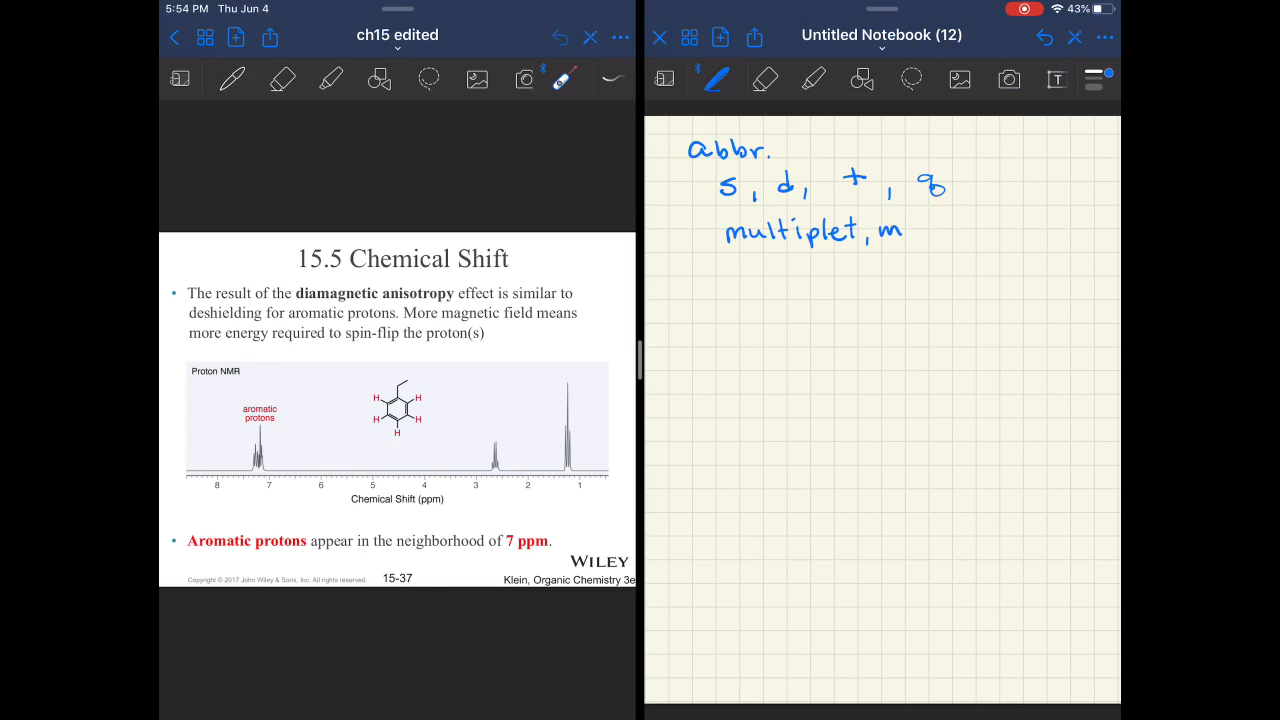 5:54 PM Thu Jun 4
43%
ch15 edited
Untitled Notebook (12)
T
15.5 Chemical Shift
• The result of the diamagnetic anisotropy effect is similar to
deshielding for aromatic protons. More magnetic field means
more energy required to spin-flip the proton(s)
Proton NMR
aromatic
protons
H H
H H
H
8 7 6 5 4 3 2 1
Chemical Shift (ppm)
• Aromatic protons appear in the neighborhood of 7 ppm.
WILEY
Copyright © 2017 John Wiley & Sons, Inc. All rights reserved. 15-37 Klein, Organic Chemistry 3e
abbr.
s, d, t, q
multiplet, m